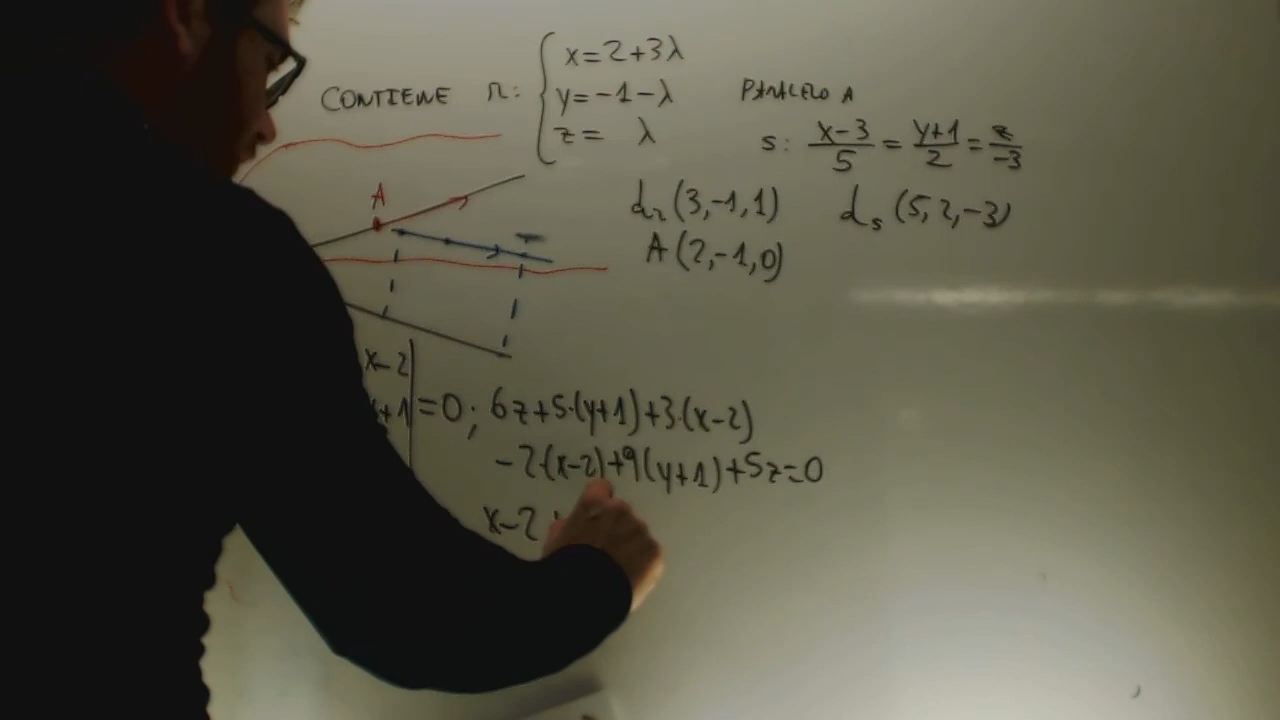 CONTIENE r: { x=2+3λ
y=-1-λ
z= λ
PARALELO A
s: x-3/5 = y+1/2 = z/-3
dr(3,-1,1) ds(5,2,-3)
A(2,-1,0)
A
x-2
+1 =0; 6z+5·(y+1)+3·(x-2)
-2·(x-2)+9(y+1)+5z=0
x-2